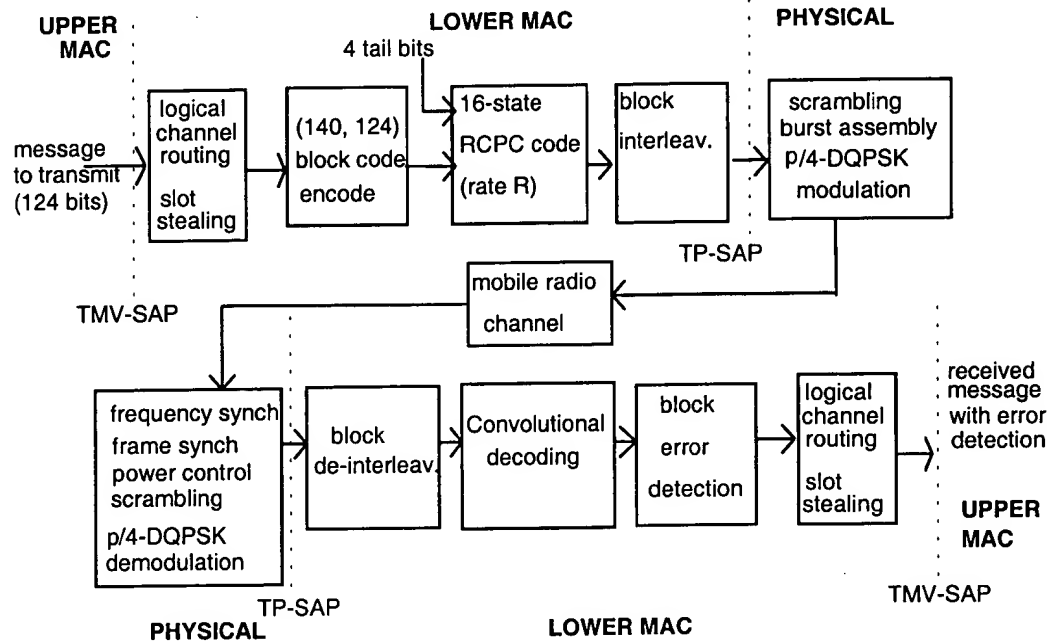 UPPER
MAC
LOWER MAC
PHYSICAL
4 tail bits
message
to transmit
(124 bits)
logical
channel
routing
slot
stealing
(140, 124)
block code
encode
16-state
RCPC code
(rate R)
block
interleav.
scrambling
burst assembly
p/4-DQPSK
modulation
TP-SAP
TMV-SAP
mobile radio
channel
frequency synch
frame synch
power control
scrambling
p/4-DQPSK
demodulation
block
de-interleav.
Convolutional
decoding
block
error
detection
logical
channel
routing
slot
stealing
received
message
with error
detection
UPPER
MAC
TP-SAP
TMV-SAP
PHYSICAL
LOWER MAC